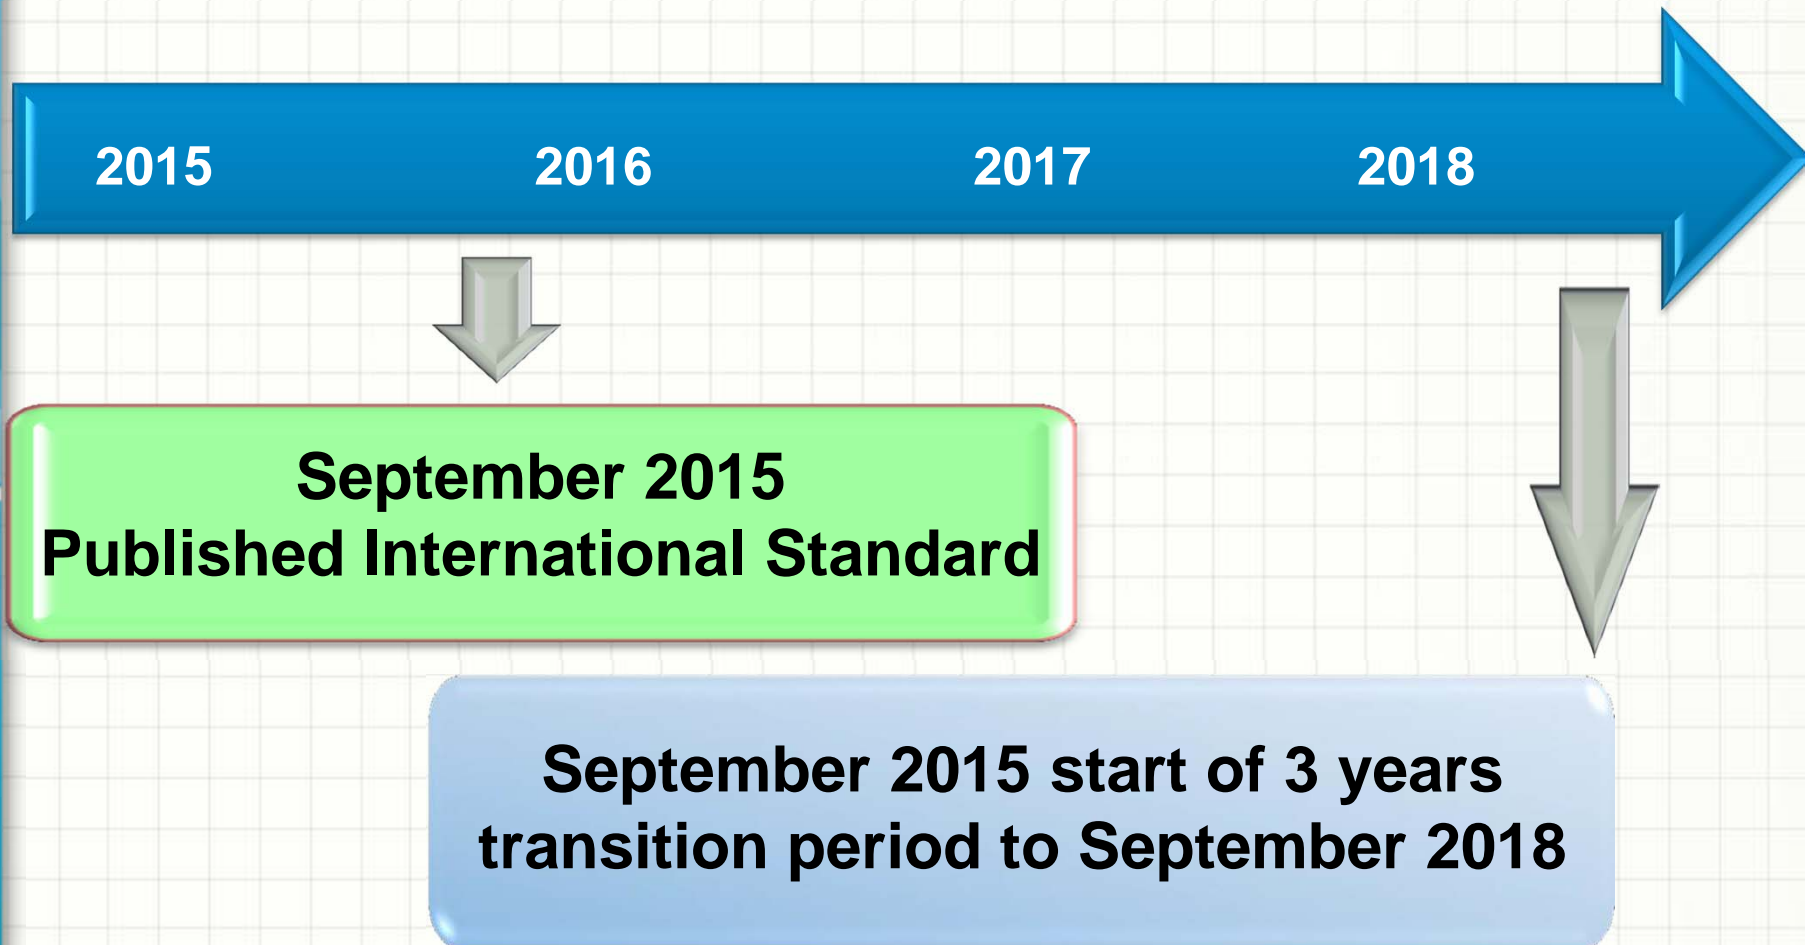 2015 2016 2017 2018
September 2015
Published International Standard
September 2015 start of 3 years
transition period to September 2018